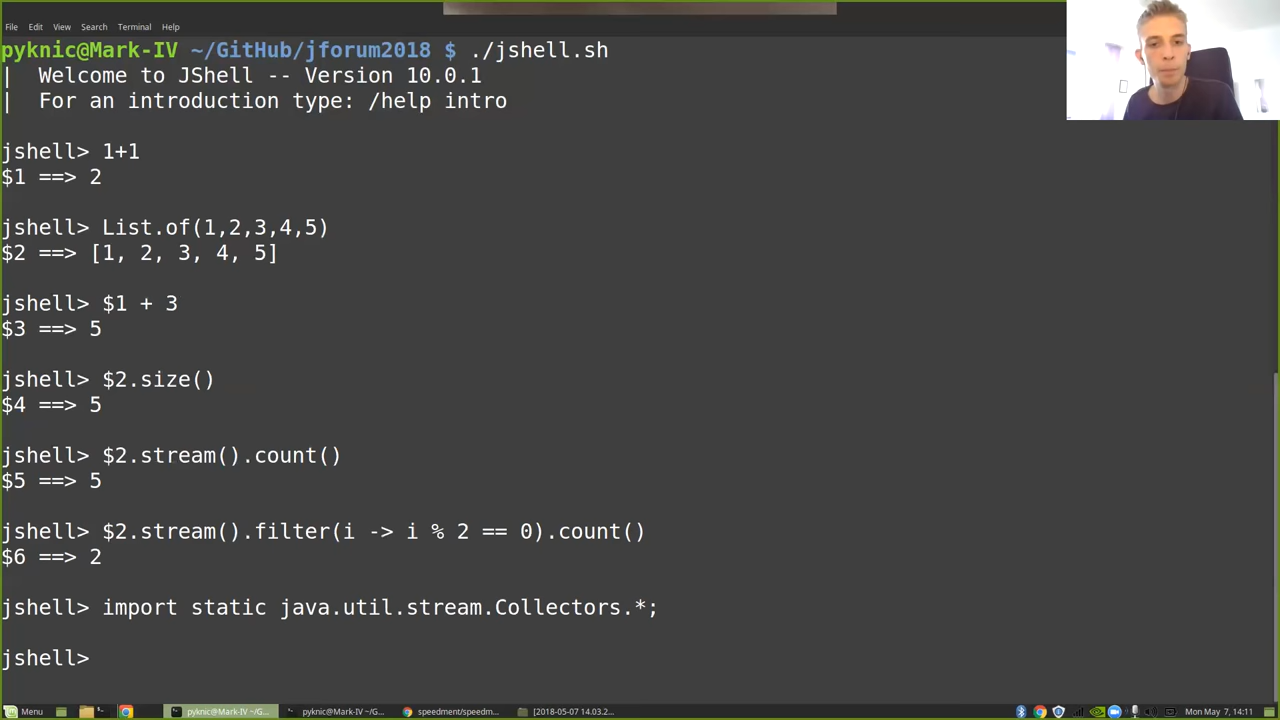 File Edit View Search Terminal Help
pyknic@Mark-IV ~/GitHub/jforum2018 $ ./jshell.sh
| Welcome to JShell -- Version 10.0.1
| For an introduction type: /help intro
jshell> 1+1
$1 ==> 2
jshell> List.of(1,2,3,4,5)
$2 ==> [1, 2, 3, 4, 5]
jshell> $1 + 3
$3 ==> 5
jshell> $2.size()
$4 ==> 5
jshell> $2.stream().count()
$5 ==> 5
jshell> $2.stream().filter(i -> i % 2 == 0).count()
$6 ==> 2
jshell> import static java.util.stream.Collectors.*;
jshell>
Menu pyknic@Mark-IV ~/G... pyknic@Mark-IV ~/G... speedment/speedm... [2018-05-07 14.03.2... Mon May 7, 14:11